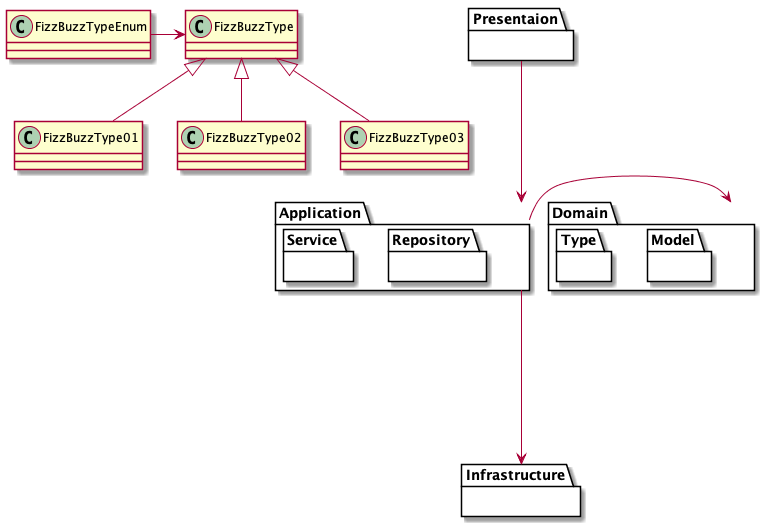 C FizzBuzzTypeEnum
C FizzBuzzType
Presentaion
C FizzBuzzType01
C FizzBuzzType02
C FizzBuzzType03
Application
Domain
Service
Repository
Type
Model
Infrastructure